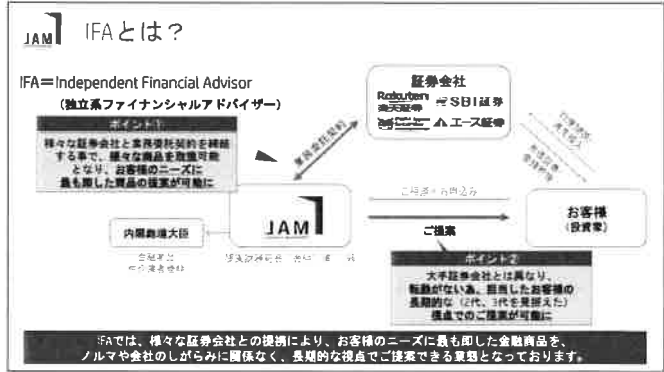 JAM
IFAとは？
IFA＝Independent Financial Advisor
（独立系ファイナンシャルアドバイザー）
ポイント1
様々な証券会社と業務委託契約を締結
する事で、様々な商品を取扱可能
となり、お客様のニーズに
最も即した商品の提案が可能に
証券会社
Rakuten
楽天証券
SBI証券
エース証券
業務委託契約
JAM
内閣総理大臣
ご提案
お客様
（投資家）
ポイント2
大手証券会社とは異なり、
転勤がない為、担当したお客様の
長期的な（2代、3代を見据えた）
視点でのご提案が可能に
IFAでは、様々な証券会社との提携により、お客様のニーズに最も即した金融商品を、
ノルマや会社のしがらみに関係なく、長期的な視点でご提案できる業態となっております。